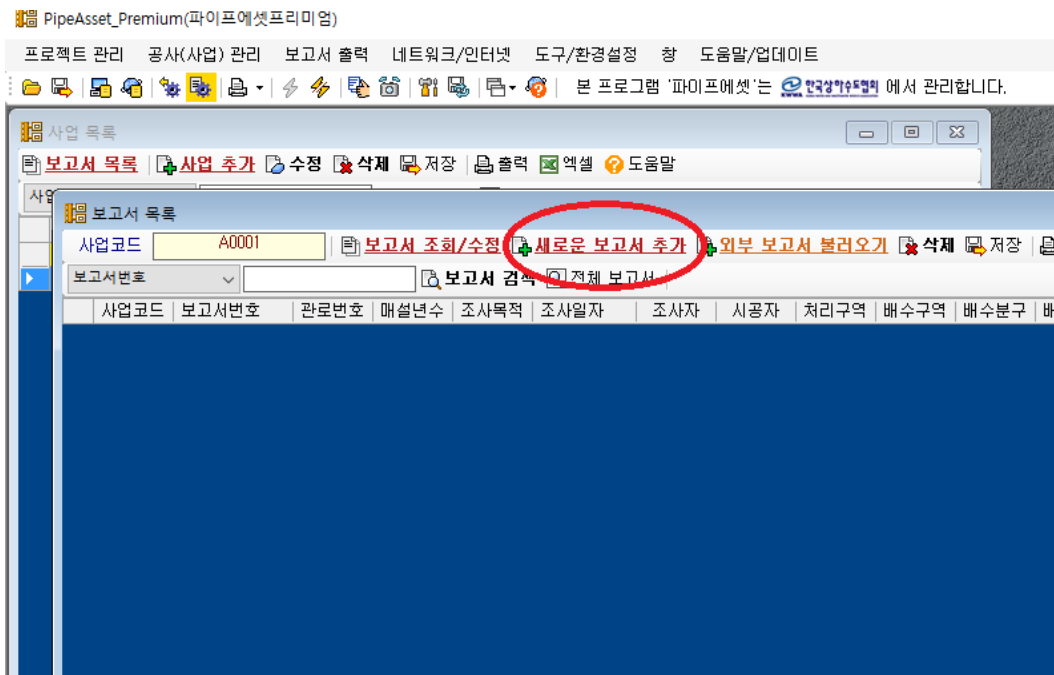 PipeAsset_Premium(파이프에셋프리미엄)
프로젝트 관리 공사(사업) 관리 보고서 출력 네트워크/인터넷 도구/환경설정 창 도움말/업데이트
본 프로그램 '파이프에셋'는 한국상하수도협회 에서 관리합니다.
사업 목록
보고서 목록 사업 추가 수정 삭제 저장 출력 엑셀 도움말
보고서 목록
사업코드 A0001 보고서 조회/수정 새로운 보고서 추가 외부 보고서 불러오기 삭제 저장
보고서번호 보고서 검색 전체 보고서
사업코드 보고서번호 관로번호 매설년수 조사목적 조사일자 조사자 시공자 처리구역 배수구역 배수분구